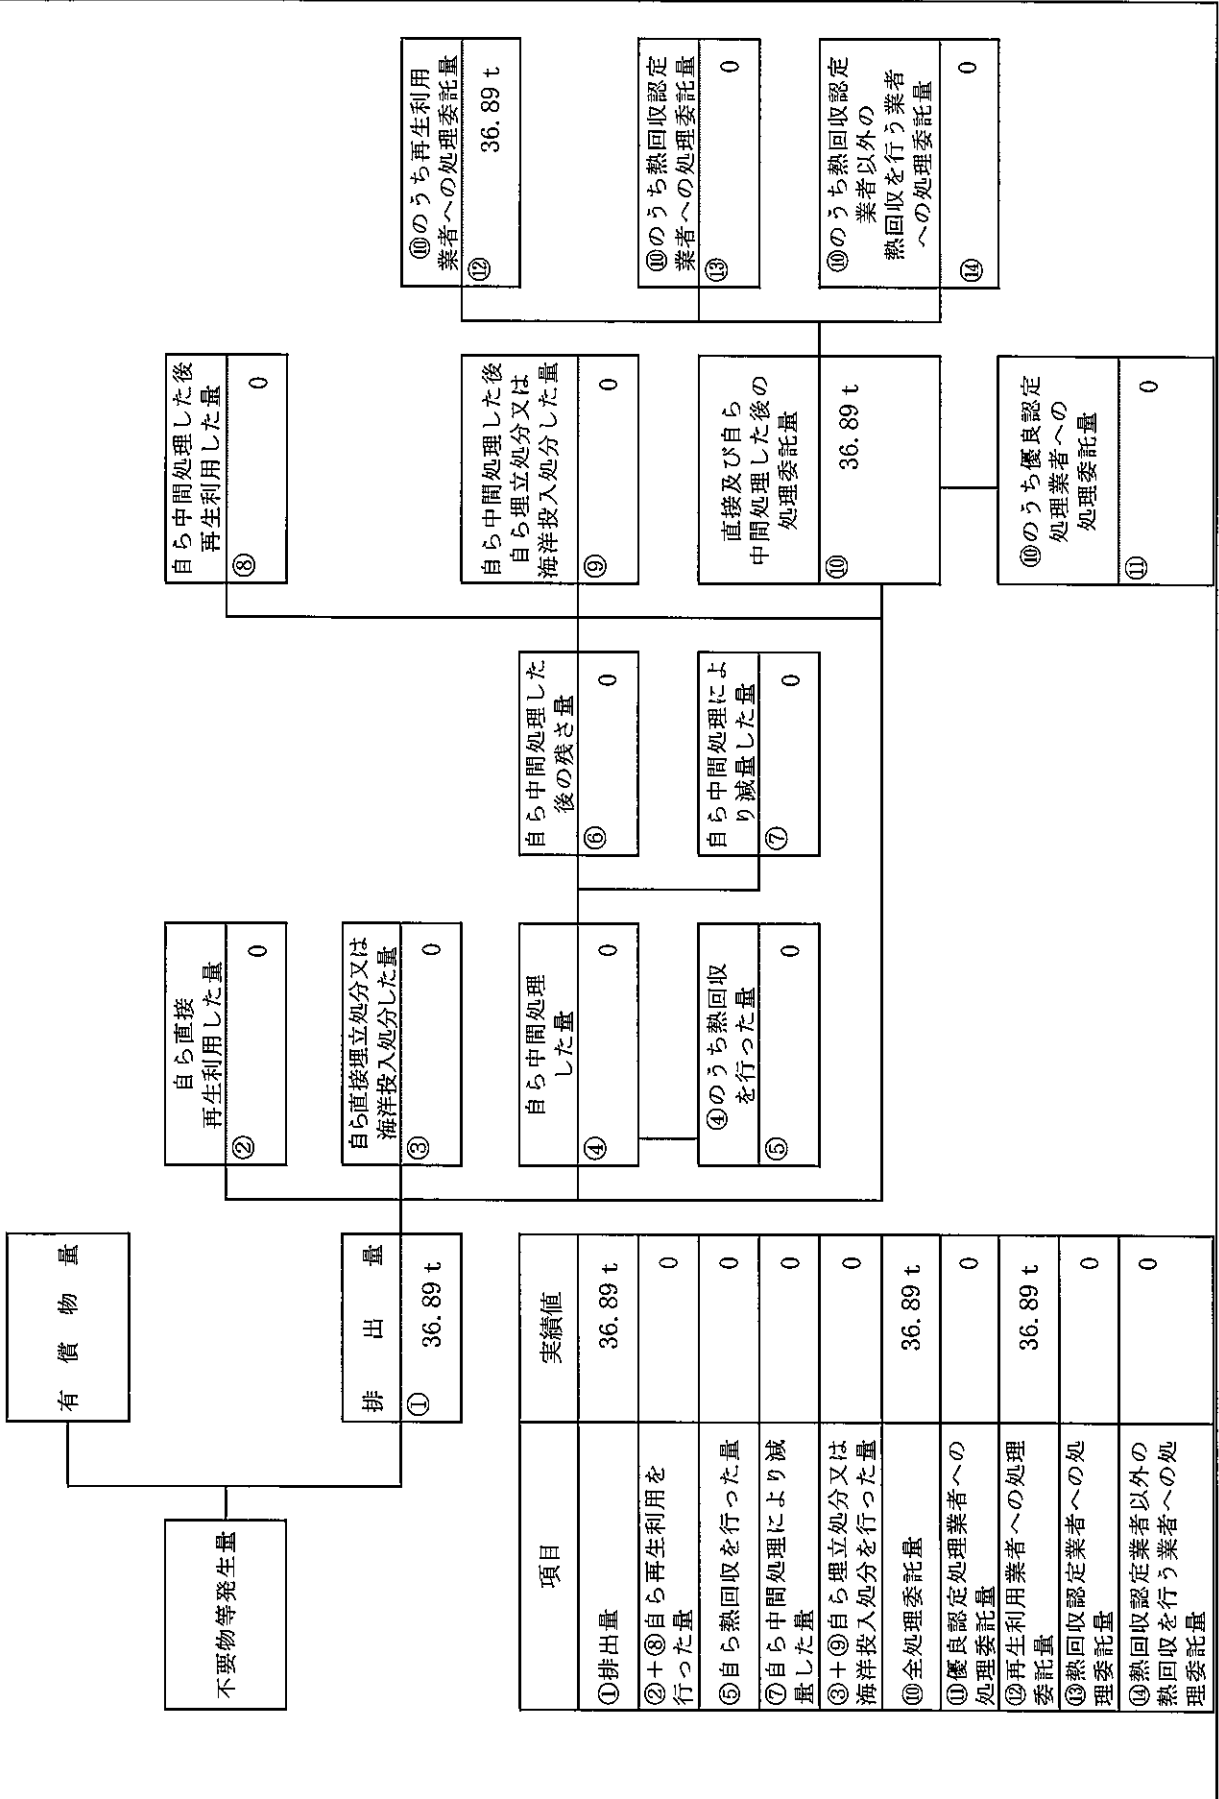 不要物等発生量
有償物量
排出量
① 36.89 t
自ら直接
再生利用した量
② 0
自ら直接埋立処分又は
海洋投入処分した量
③ 0
自ら中間処理
した量
④ 0
④のうち熱回収
を行った量
⑤ 0
自ら中間処理した
後の残さ量
⑥ 0
自ら中間処理によ
り減量した量
⑦ 0
自ら中間処理した後
再生利用した量
⑧ 0
自ら中間処理した後
自ら埋立処分又は
海洋投入処分した量
⑨ 0
直接及び自ら
中間処理した後の
処理委託量
⑩ 36.89 t
⑩のうち優良認定
処理業者への
処理委託量
⑪ 0
⑩のうち再生利用
業者への処理委託量
⑫ 36.89 t
⑩のうち熱回収認定
業者への処理委託量
⑬ 0
⑩のうち熱回収認定
業者以外の
熱回収を行う業者
への処理委託量
⑭ 0
項目 実績値
①排出量 36.89 t
②+⑧自ら再生利用を
行った量 0
⑤自ら熱回収を行った量 0
⑦自ら中間処理により減
量した量 0
③+⑨自ら埋立処分又は
海洋投入処分を行った量 0
⑩全処理委託量 36.89 t
⑪優良認定処理業者への
処理委託量 0
⑫再生利用業者への処理
委託量 36.89 t
⑬熱回収認定業者への処
理委託量 0
⑭熱回収認定業者以外の
熱回収を行う業者への処
理委託量 0